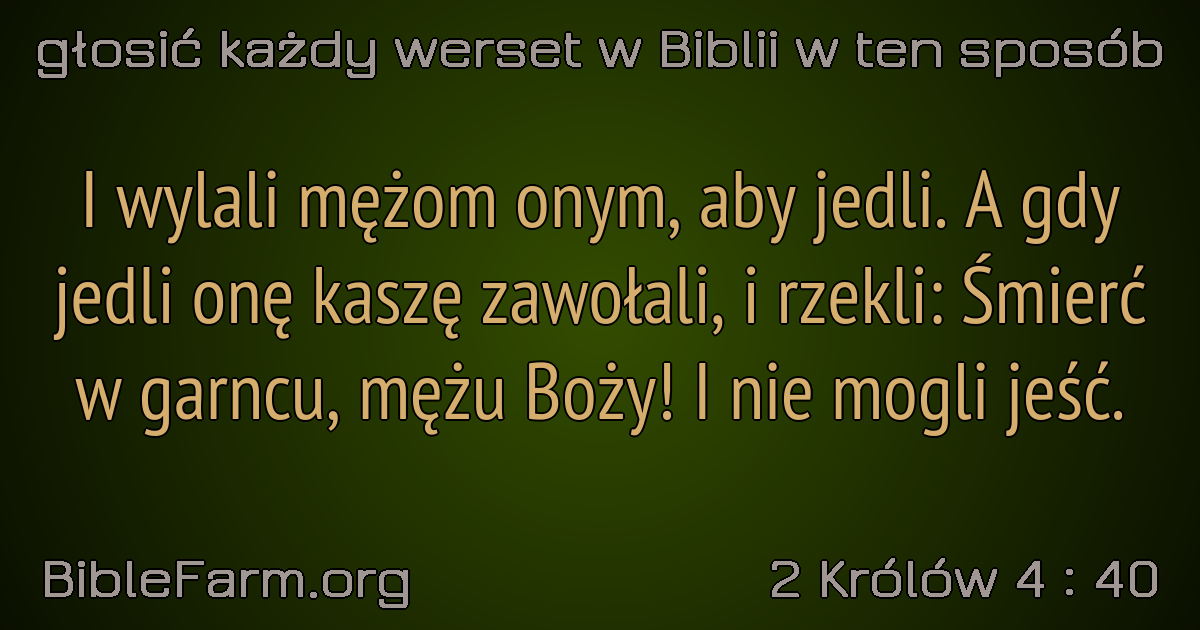 głosić każdy werset w Biblii w ten sposób
I wylali mężom onym, aby jedli. A gdy
jedli onę kaszę zawołali, i rzekli: Śmierć
w garncu, mężu Boży! I nie mogli jeść.
BibleFarm.org
2 Królów 4 : 40